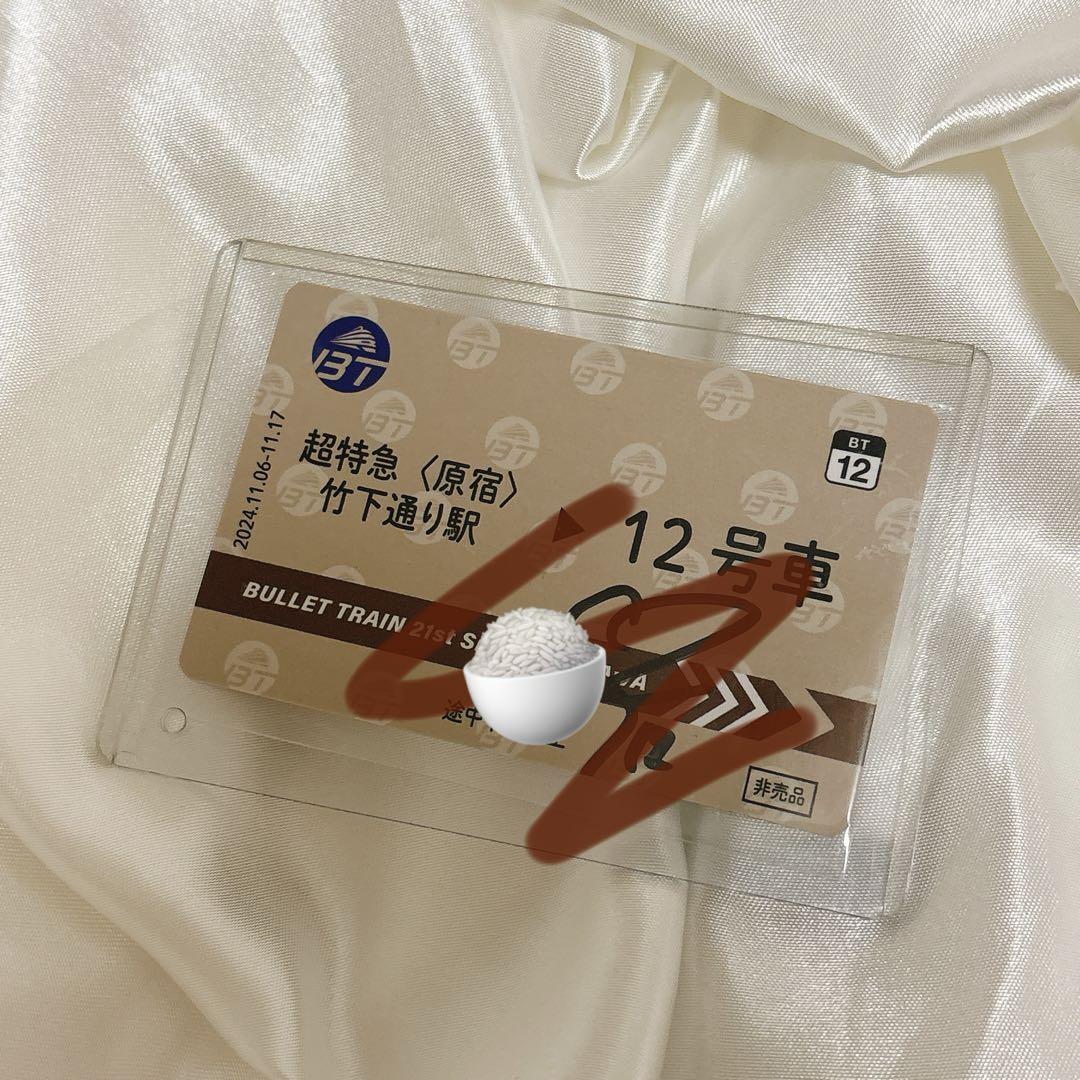 BT
超特急〈原宿〉
竹下通り駅
2024.11.06-11.17
BT
12
12号車
BULLET TRAIN 21st S
途中
12
非売品